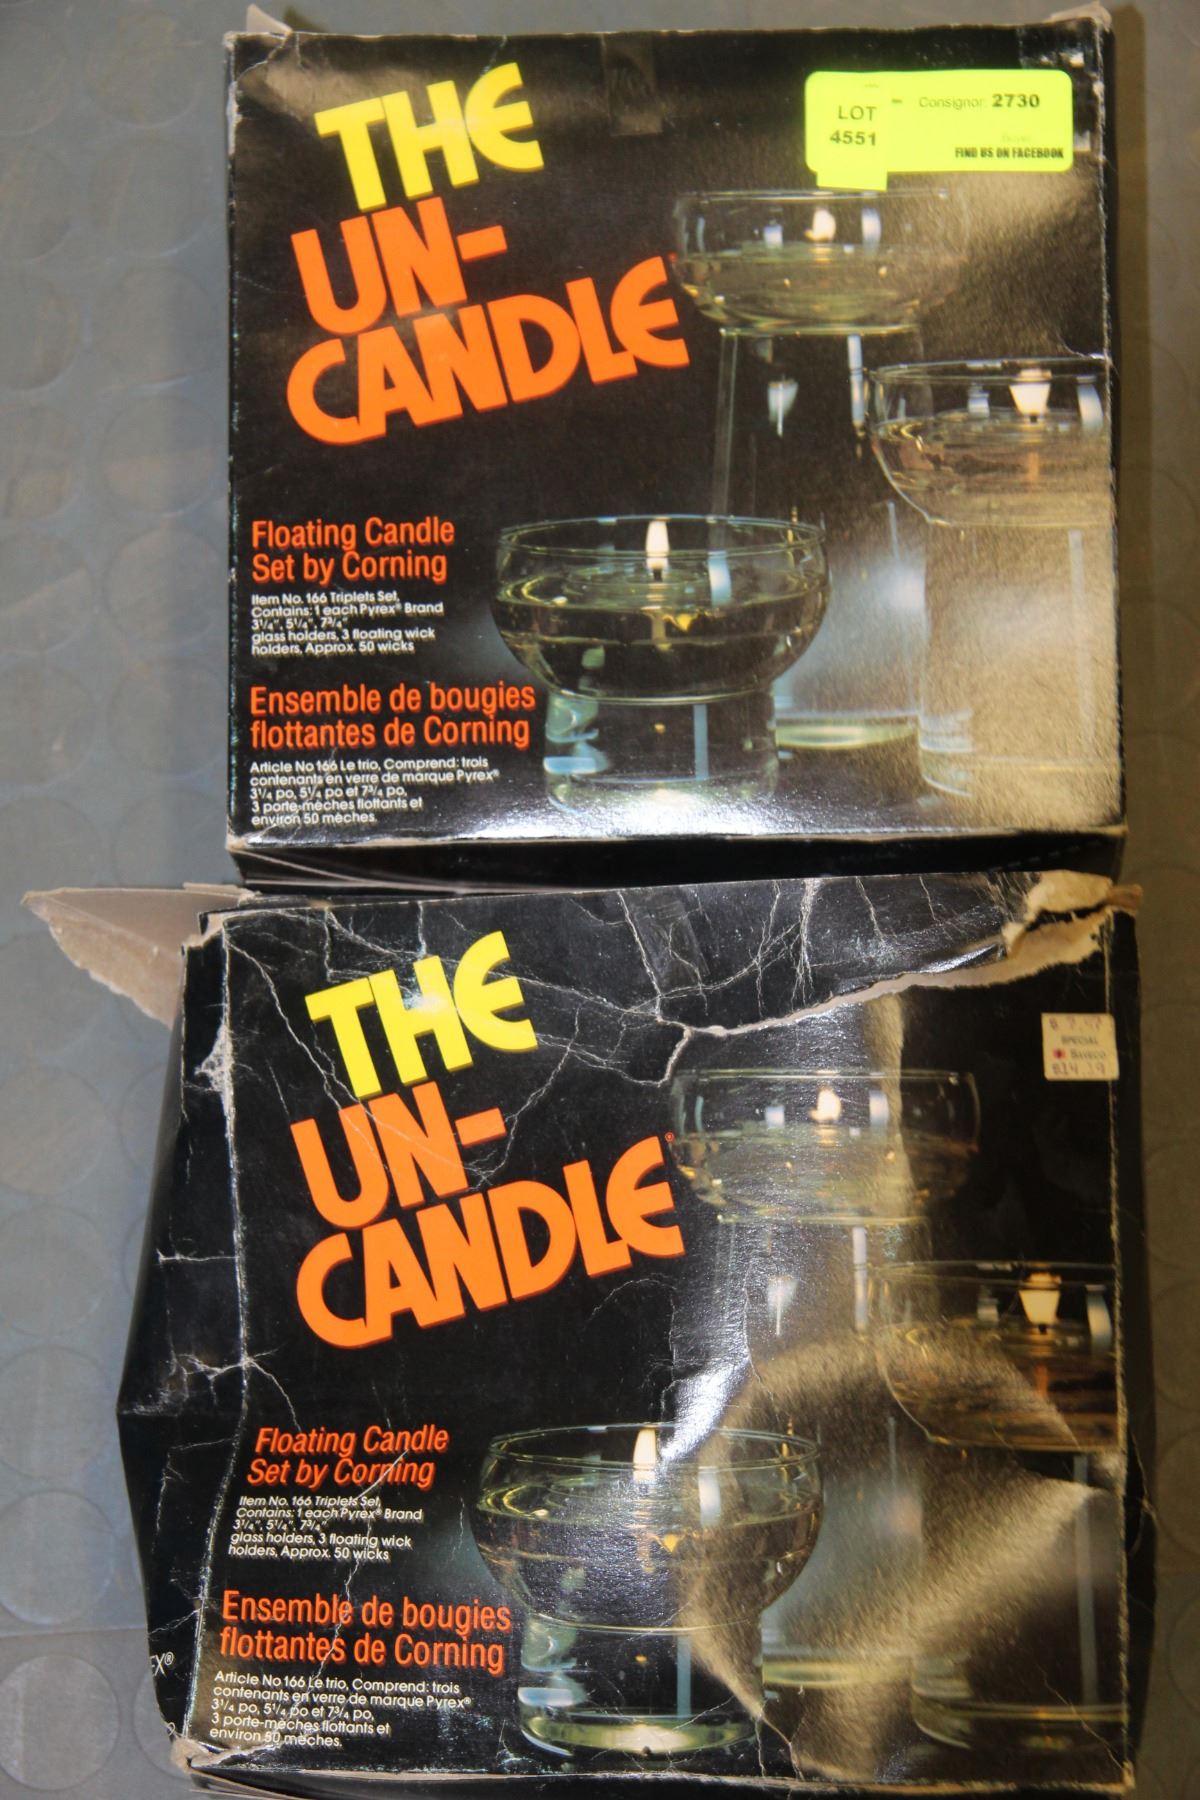 THE
UN-
CANDLE
LOT
4551
Consignor: 2730
FIND US ON FACEBOOK
Floating Candle
Set by Corning
Item No. 166 Triplets Set,
Contains: 1 each Pyrex® Brand
3¼", 5¼", 7¾"
glass holders, 3 floating wick
holders, Approx. 50 wicks
Ensemble de bougies
flottantes de Corning
Article No 166 Le trio, Comprend: trois
contenants en verre de marque Pyrex®
3¼ po, 5¼ po et 7¾ po,
3 porte-mèches flottants et
environ 50 mèches.
THE
UN-
CANDLE®
SPECIAL
$14.39
Floating Candle
Set by Corning
Item No. 166 Triplets Set,
Contains: 1 each Pyrex® Brand
3¼", 5¼", 7¾"
glass holders, 3 floating wick
holders, Approx. 50 wicks
Ensemble de bougies
flottantes de Corning
EX®
Article No 166 Le trio, Comprend: trois
contenants en verre de marque Pyrex®
3¼ po, 5¼ po et 7¾ po,
3 porte-mèches flottants et
environ 50 mèches.